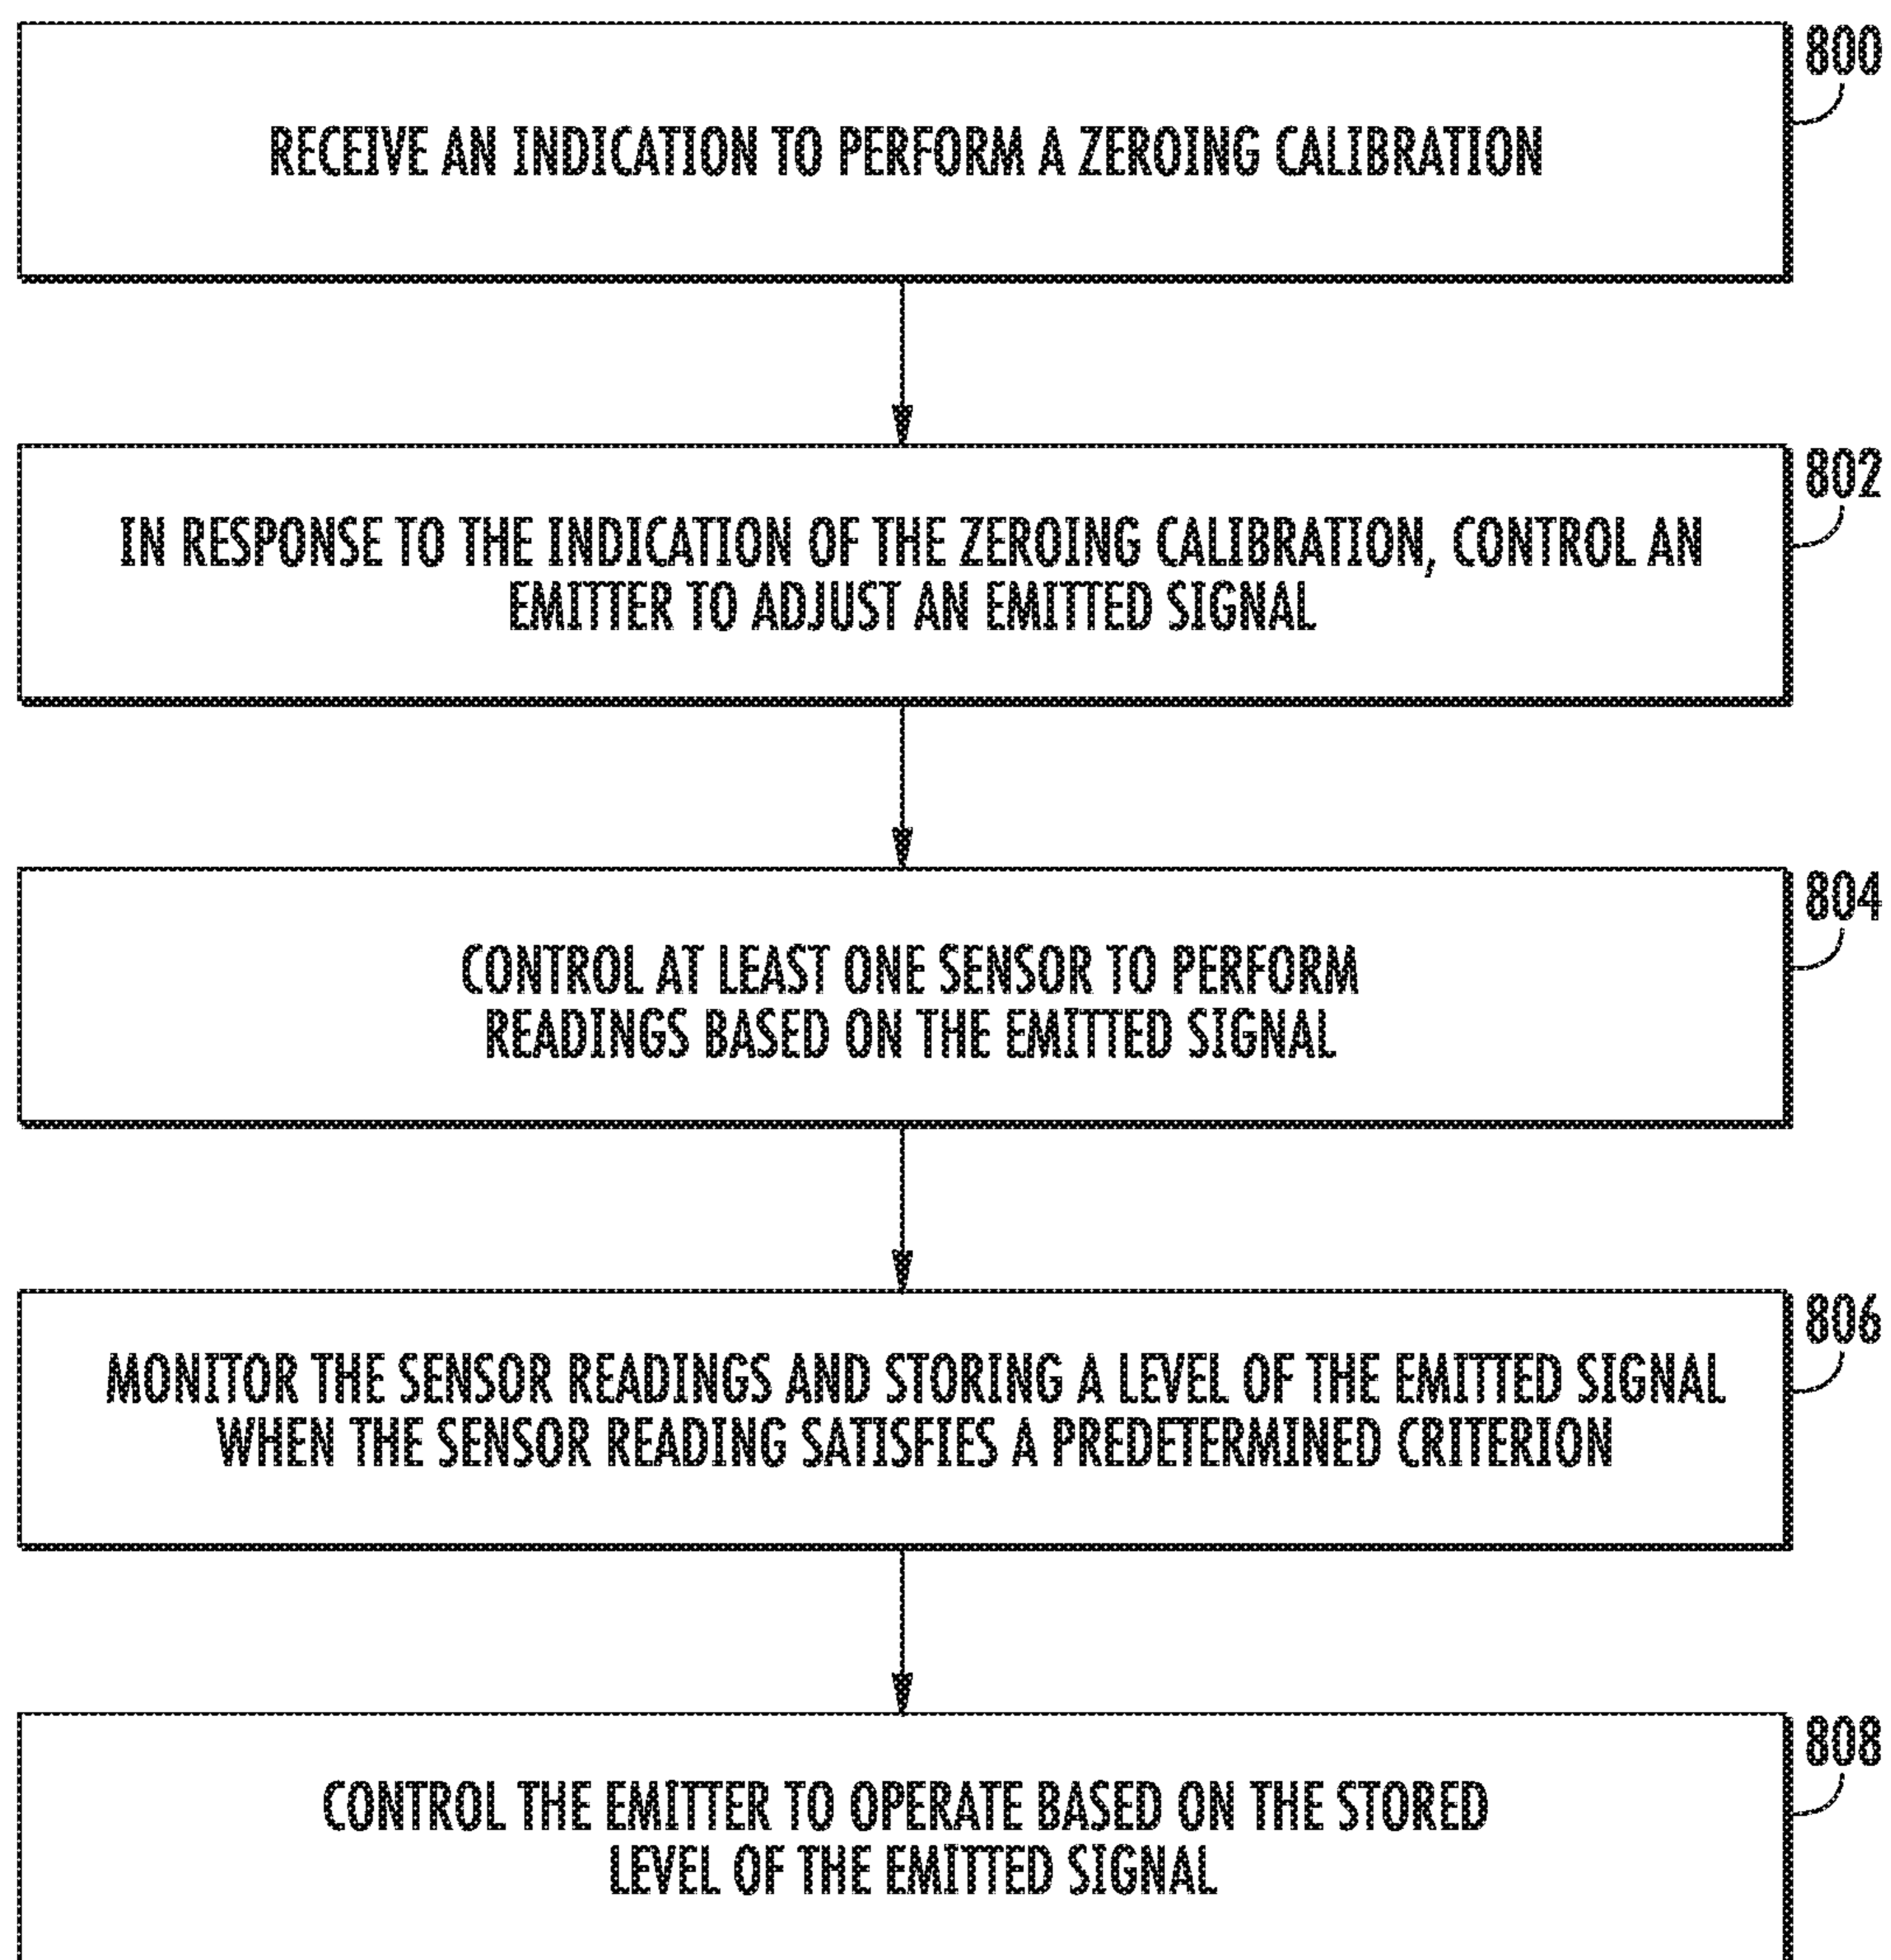 800
RECEIVE AN INDICATION TO PERFORM A ZEROING CALIBRATION
802
IN RESPONSE TO THE INDICATION OF THE ZEROING CALIBRATION, CONTROL AN
EMITTER TO ADJUST AN EMITTED SIGNAL
804
CONTROL AT LEAST ONE SENSOR TO PERFORM
READINGS BASED ON THE EMITTED SIGNAL
806
MONITOR THE SENSOR READINGS AND STORING A LEVEL OF THE EMITTED SIGNAL
WHEN THE SENSOR READING SATISFIES A PREDETERMINED CRITERION
808
CONTROL THE EMITTER TO OPERATE BASED ON THE STORED
LEVEL OF THE EMITTED SIGNAL